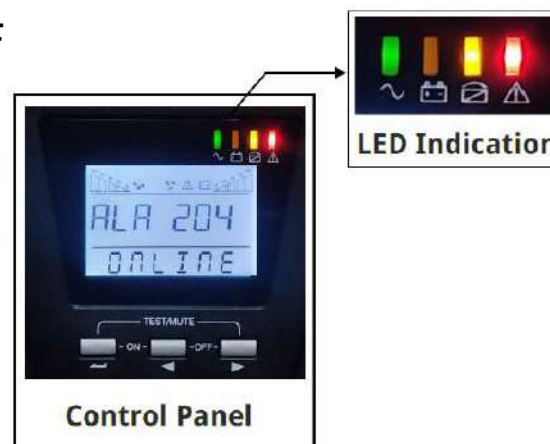 LED Indication
ALA 204
ONLINE
TEST/MUTE
ON
OFF
Control Panel